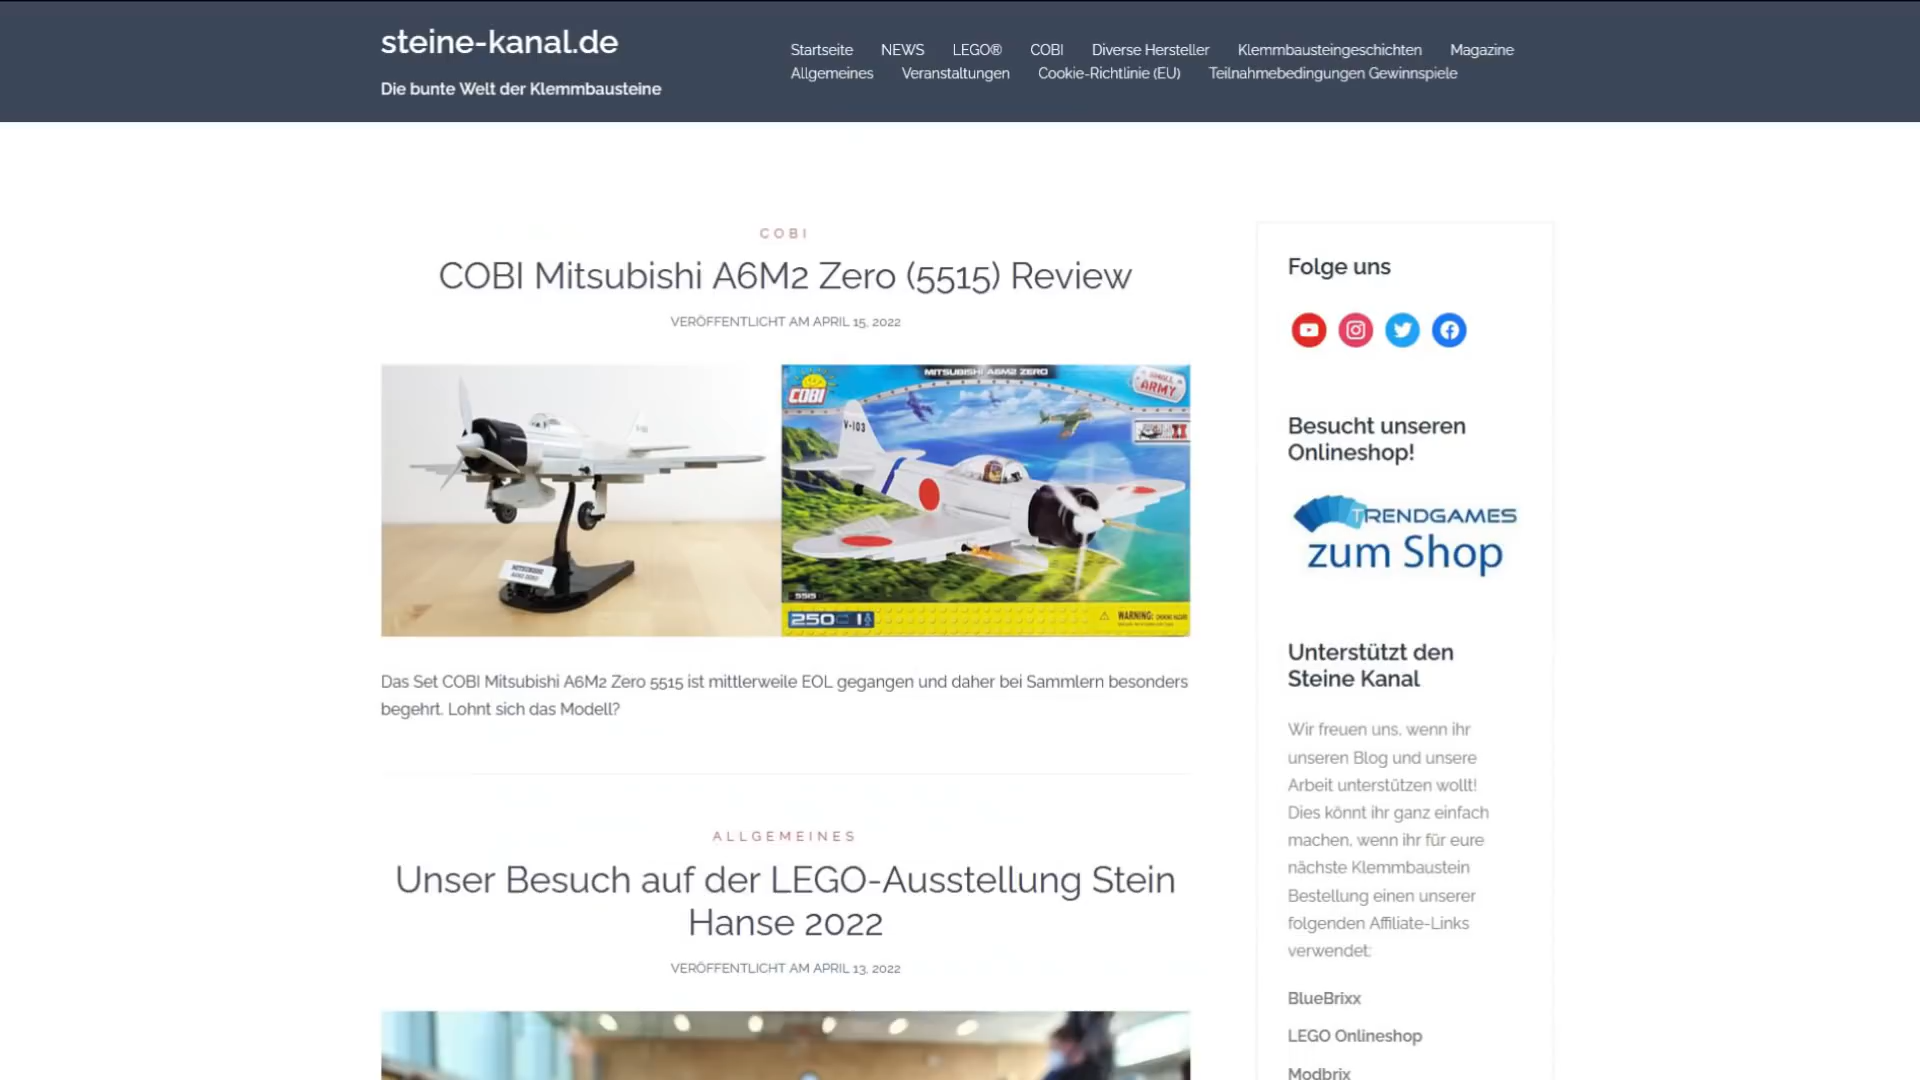 steine-kanal.de
Die bunte Welt der Klemmbausteine
Startseite NEWS LEGO® COBI Diverse Hersteller Klemmbausteingeschichten Magazine
Allgemeines Veranstaltungen Cookie-Richtlinie (EU) Teilnahmebedingungen Gewinnspiele
COBI
COBI Mitsubishi A6M2 Zero (5515) Review
VERÖFFENTLICHT AM APRIL 15, 2022
MITSUBISHI A6M2 ZERO
COBI
SMALL
ARMY
V-103
MITSUBISHI
A6M2 ZERO
5515
250
WARNING:
Das Set COBI Mitsubishi A6M2 Zero 5515 ist mittlerweile EOL gegangen und daher bei Sammlern besonders
begehrt. Lohnt sich das Modell?
ALLGEMEINES
Unser Besuch auf der LEGO-Ausstellung Stein
Hanse 2022
VERÖFFENTLICHT AM APRIL 13, 2022
Folge uns
Besucht unseren
Onlineshop!
TRENDGAMES
zum Shop
Unterstützt den
Steine Kanal
Wir freuen uns, wenn ihr
unseren Blog und unsere
Arbeit unterstützen wollt!
Dies könnt ihr ganz einfach
machen, wenn ihr für eure
nächste Klemmbaustein
Bestellung einen unserer
folgenden Affiliate-Links
verwendet:
BlueBrixx
LEGO Onlineshop
Modbrix